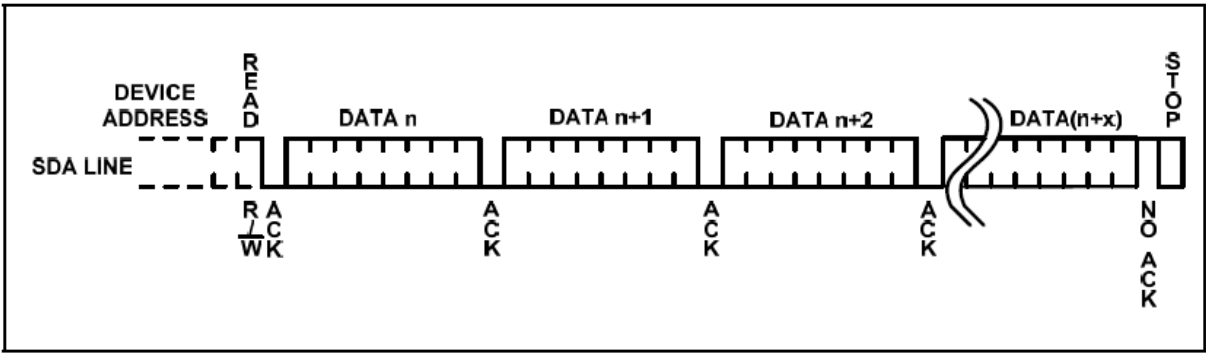 READ
STOP
DEVICE
ADDRESS
DATA n
DATA n+1
DATA n+2
DATA(n+x)
SDA LINE
R/W
ACK
ACK
ACK
ACK
NO ACK